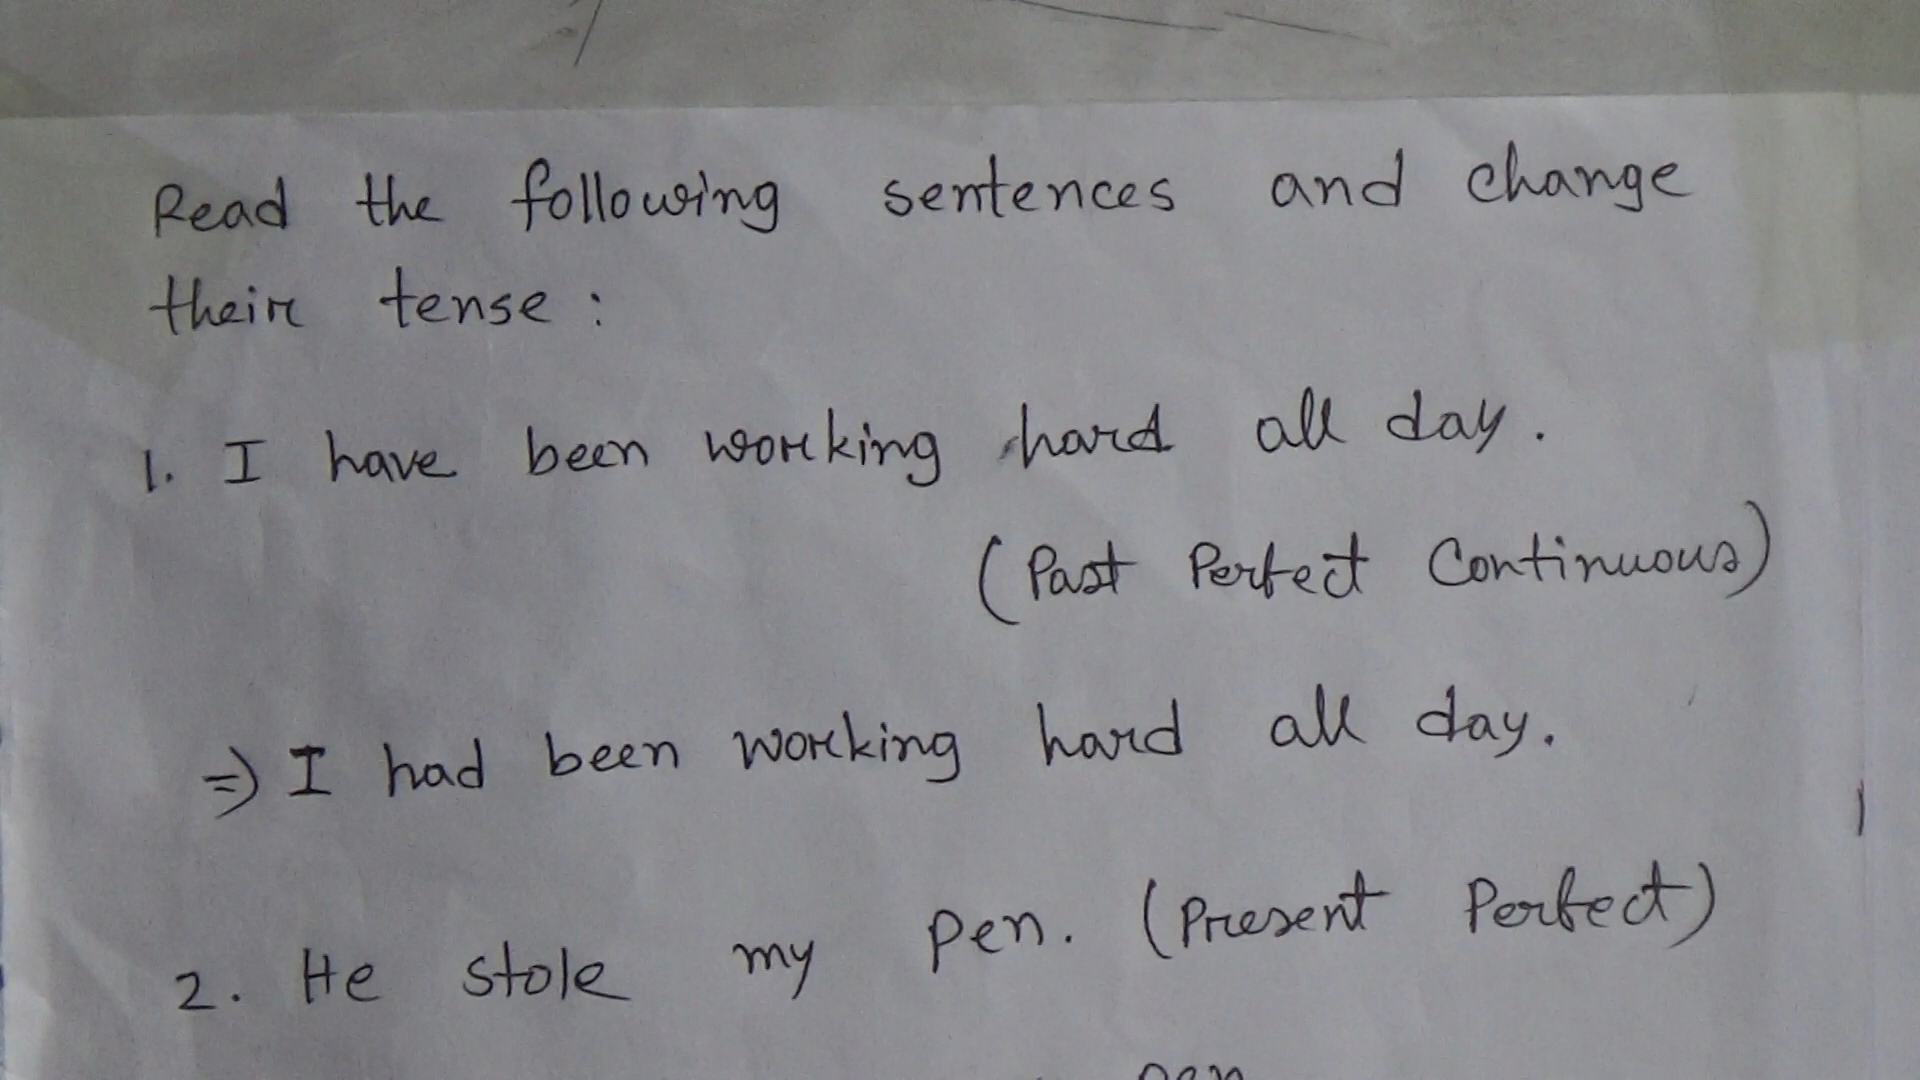 Read the following sentences and change
their tense :
1. I have been working hard all day.
(Past Perfect Continuous)
⇒ I had been working hard all day.
2. He stole my pen. (Present Perfect)
pen